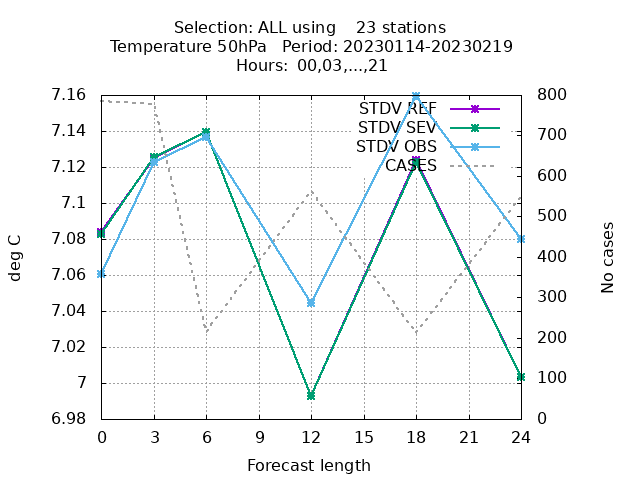 Selection: ALL using    23 stations
Temperature 50hPa   Period: 20230114-20230219
Hours:  00,03,...,21
7.16
7.14
7.12
7.1
7.08
7.06
7.04
7.02
7
6.98
deg C
800
700
600
500
400
300
200
100
0
No cases
STDV REF
STDV SEV
STDV OBS
CASES
0 3 6 9 12 15 18 21 24
Forecast length